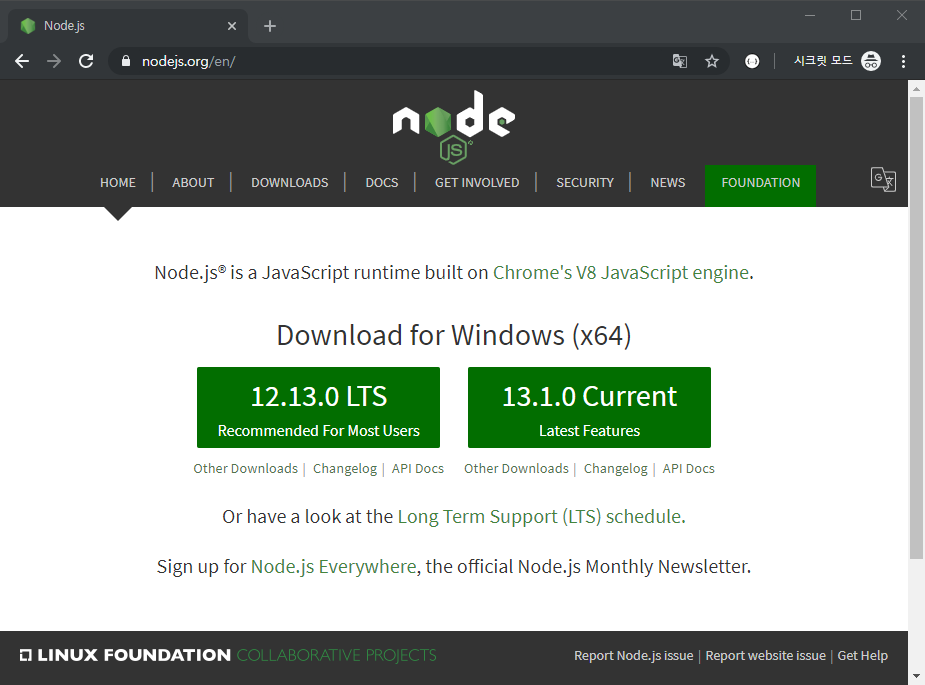 Node.js
nodejs.org/en/
시크릿 모드
node
JS
HOME | ABOUT | DOWNLOADS | DOCS | GET INVOLVED | SECURITY | NEWS FOUNDATION
Node.js® is a JavaScript runtime built on Chrome's V8 JavaScript engine.
Download for Windows (x64)
12.13.0 LTS
Recommended For Most Users
Other Downloads | Changelog | API Docs
13.1.0 Current
Latest Features
Other Downloads | Changelog | API Docs
Or have a look at the Long Term Support (LTS) schedule.
Sign up for Node.js Everywhere, the official Node.js Monthly Newsletter.
LINUX FOUNDATION COLLABORATIVE PROJECTS
Report Node.js issue | Report website issue | Get Help